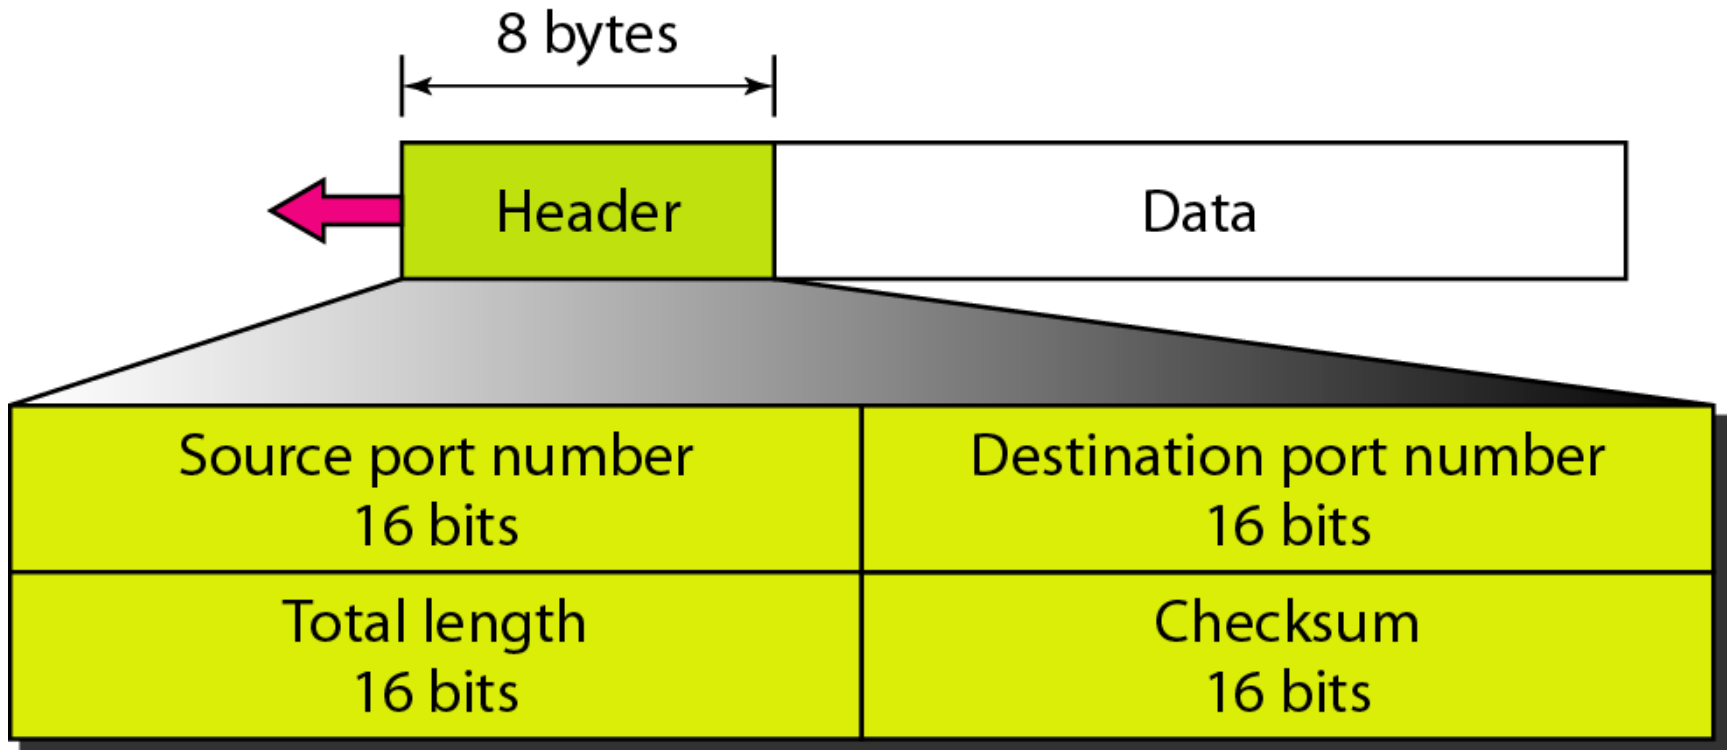 8 bytes
Header
Data
Source port number
16 bits
Destination port number
16 bits
Total length
16 bits
Checksum
16 bits